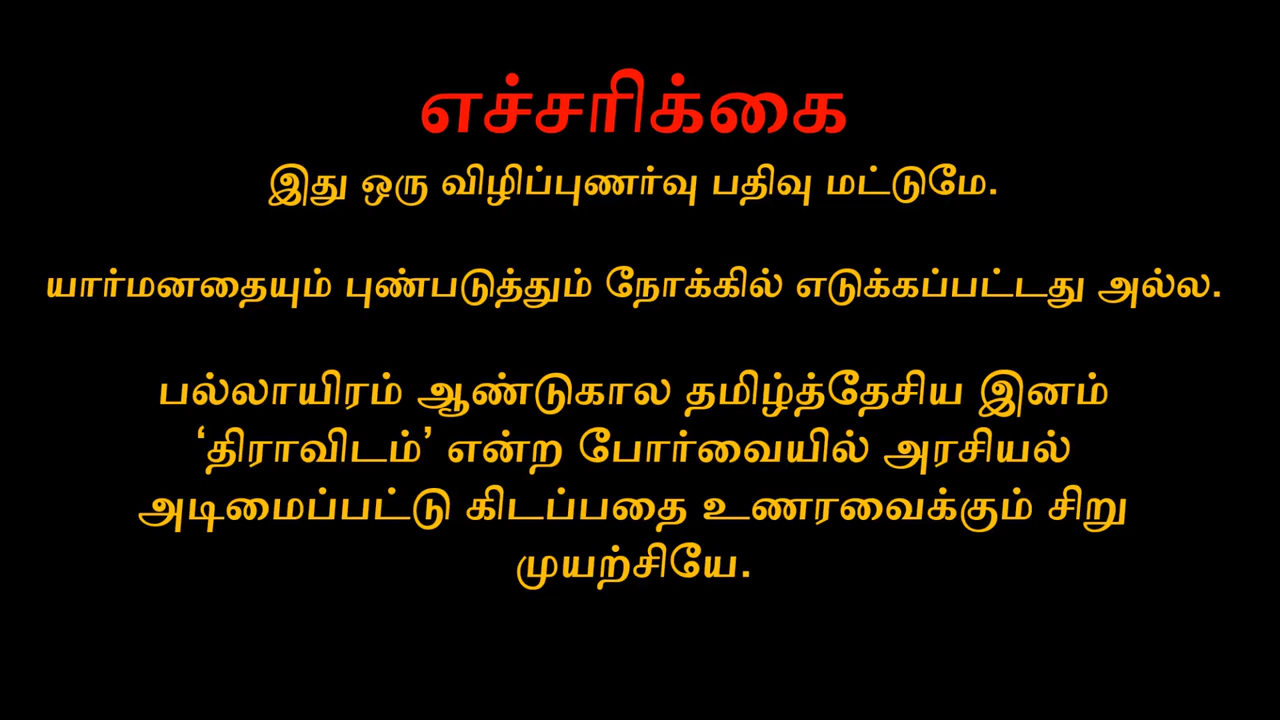 எச்சரிக்கை
இது ஒரு விழிப்புணர்வு பதிவு மட்டுமே.
யார்மனதையும் புண்படுத்தும் நோக்கில் எடுக்கப்பட்டது அல்ல.
பல்லாயிரம் ஆண்டுகால தமிழ்த்தேசிய இனம்
‘திராவிடம்’ என்ற போர்வையில் அரசியல்
அடிமைப்பட்டு கிடப்பதை உணரவைக்கும் சிறு
முயற்சியே.